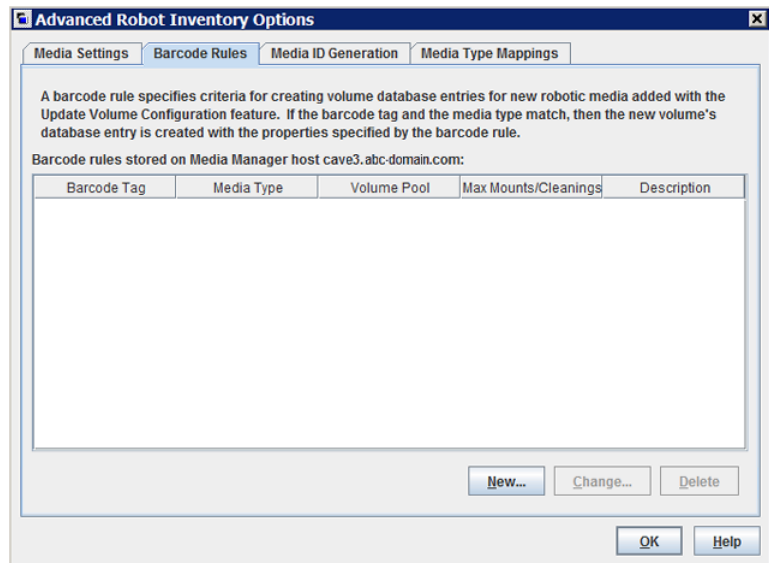 Advanced Robot Inventory Options
Media Settings Barcode Rules Media ID Generation Media Type Mappings
A barcode rule specifies criteria for creating volume database entries for new robotic media added with the
Update Volume Configuration feature. If the barcode tag and the media type match, then the new volume's
database entry is created with the properties specified by the barcode rule.
Barcode rules stored on Media Manager host cave3.abc-domain.com:
Barcode Tag Media Type Volume Pool Max Mounts/Cleanings Description
New... Change... Delete
OK Help